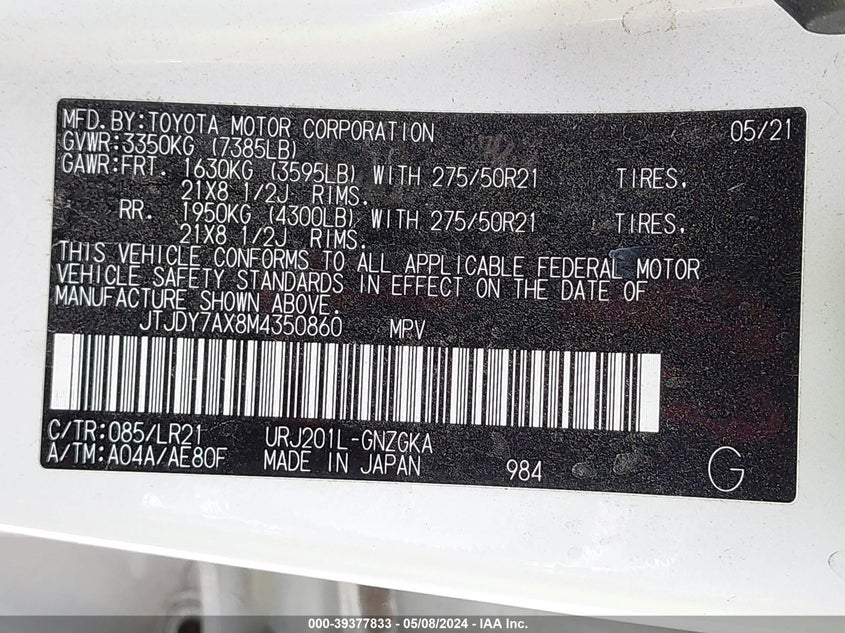 MFD. BY: TOYOTA MOTOR CORPORATION 05/21
GVWR: 3350KG (7385LB)
GAWR: FRT. 1630KG (3595LB) WITH 275/50R21 TIRES,
21X8 1/2J RIMS.
RR. 1950KG (4300LB) WITH 275/50R21 TIRES,
21X8 1/2J RIMS.
THIS VEHICLE CONFORMS TO ALL APPLICABLE FEDERAL MOTOR
VEHICLE SAFETY STANDARDS IN EFFECT ON THE DATE OF
MANUFACTURE SHOWN ABOVE.
JTJDY7AX8M4350860 MPV
C/TR: 085/LR21 URJ201L-GNZGKA
A/TM: A04A/AE80F MADE IN JAPAN 984 G
000-39377833 - 05/08/2024 - IAA Inc.